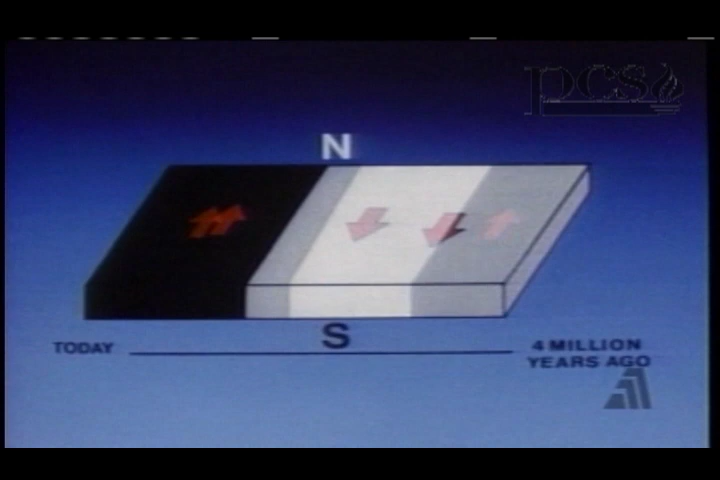 pcs
N
S
TODAY
4 MILLION
YEARS AGO